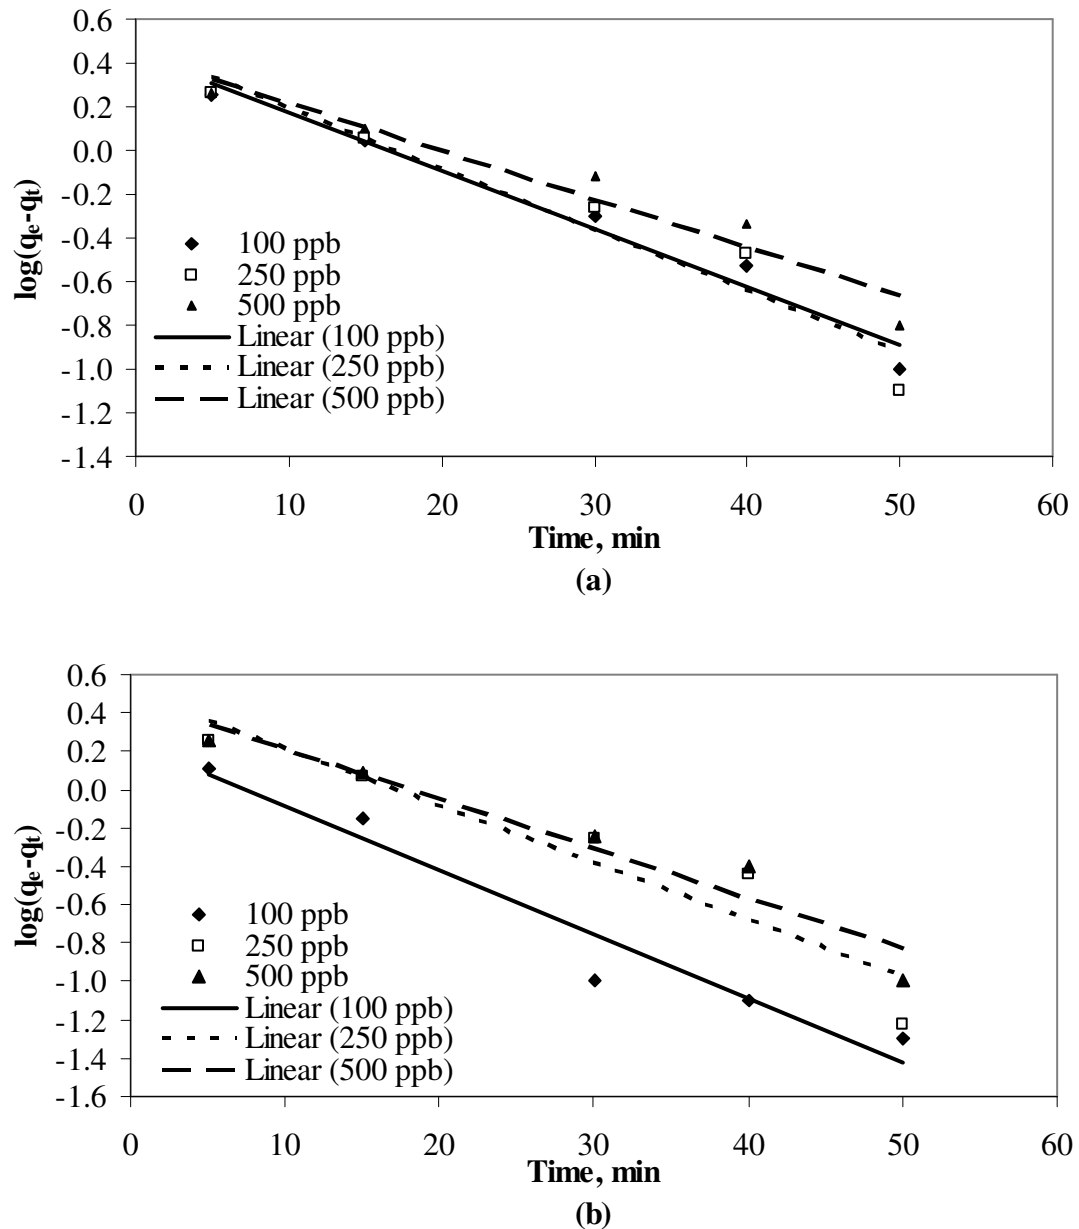 0.6
0.4
0.2
0.0
-0.2
-0.4
-0.6
-0.8
-1.0
-1.2
-1.4
log(qe-qt)
100 ppb
250 ppb
500 ppb
Linear (100 ppb)
Linear (250 ppb)
Linear (500 ppb)
0 10 20 30 40 50 60
Time, min
(a)
0.6
0.4
0.2
0.0
-0.2
-0.4
-0.6
-0.8
-1.0
-1.2
-1.4
-1.6
log(qe-qt)
100 ppb
250 ppb
500 ppb
Linear (100 ppb)
Linear (250 ppb)
Linear (500 ppb)
0 10 20 30 40 50 60
Time, min
(b)